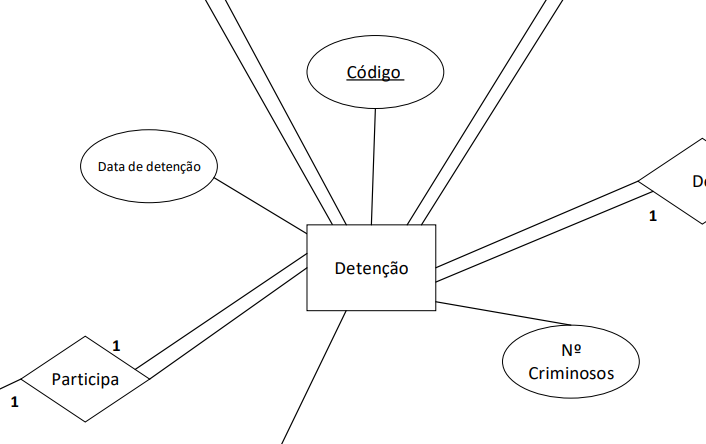 Código
Data de detenção
1
Detenção
1
Participa
1
Nº
Criminosos